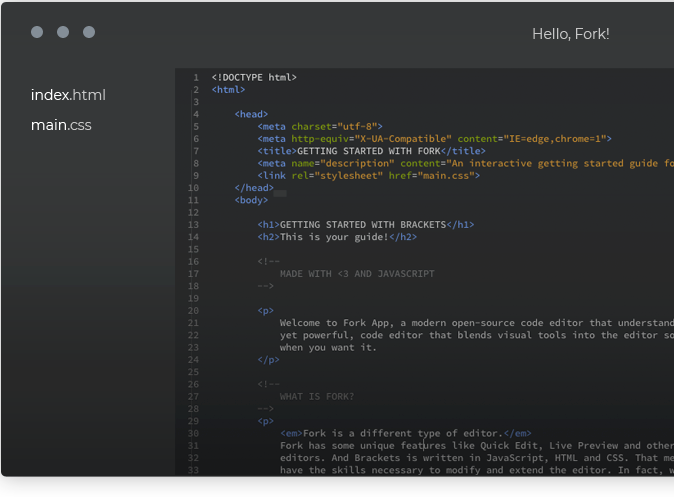 Hello, Fork!
index.html
main.css
1 <!DOCTYPE html>
2 <html>
3
4 <head>
5 <meta charset="utf-8">
6 <meta http-equiv="X-UA-Compatible" content="IE=edge,chrome=1">
7 <title>GETTING STARTED WITH FORK</title>
8 <meta name="description" content="An interactive getting started guide fo
9 <link rel="stylesheet" href="main.css">
10 </head>
11 <body>
12
13 <h1>GETTING STARTED WITH BRACKETS</h1>
14 <h2>This is your guide!</h2>
15
16 <!--
17 MADE WITH <3 AND JAVASCRIPT
18 -->
19
20 <p>
21 Welcome to Fork App, a modern open-source code editor that understand
22 yet powerful, code editor that blends visual tools into the editor so
23 when you want it.
24 </p>
25
26 <!--
27 WHAT IS FORK?
28 -->
29 <p>
30 <em>Fork is a different type of editor.</em>
31 Fork has some unique features like Quick Edit, Live Preview and other
32 editors. And Brackets is written in JavaScript, HTML and CSS. That me
33 have the skills necessary to modify and extend the editor. In fact, w